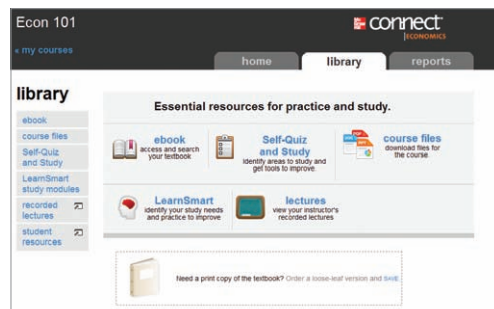 Econ 101
« my courses
connect
ECONOMICS
home
library
reports
library
ebook
course files
Self-Quiz
and Study
LearnSmart
study modules
recorded
lectures
student
resources
Essential resources for practice and study.
ebook
access and search
your textbook
Self-Quiz
and Study
identify areas to study and
get tools to improve
course files
download files for
the course
LearnSmart
identify your study needs
and practice to improve
lectures
view your instructor's
recorded lectures
Need a print copy of the textbook? Order a loose-leaf version and SAVE.